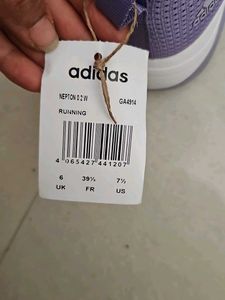 adidas
NEPTON 0 2 W GA4914
RUNNING
4 065427 441207
6 39⅓ 7½
UK FR US